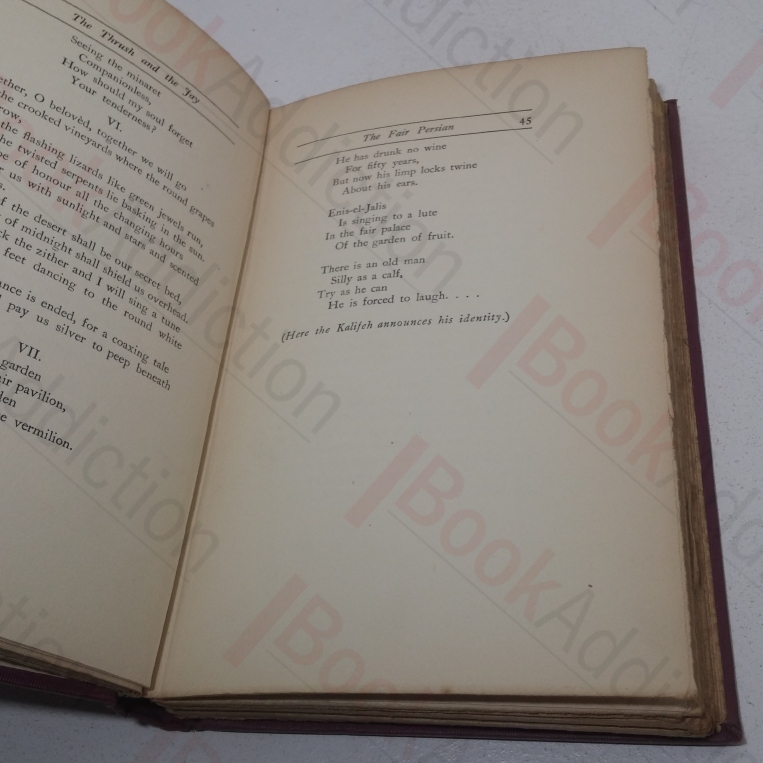 The Thrush and the Jay
Seeing the minaret
Companionless,
How should my soul forget
Your tenderness?
VI.
O belovèd, together we will go
the crooked vineyards where the round grapes
the flashing lizards like green jewels run,
twisted serpents lie basking in the sun.
of honour all the changing hours
us with sunlight and stars and scented
the desert shall be our secret bed,
of midnight shall shield us overhead.
the zither and I will sing a tune
feet dancing to the round white
is ended, for a coaxing tale
pay us silver to peep beneath
VII.
garden
pavilion,
vermilion.
The Fair Persian 45
He has drunk no wine
For fifty years,
But now his limp locks twine
About his ears.
Enis-el-Jalis
Is singing to a lute
In the fair palace
Of the garden of fruit.
There is an old man
Silly as a calf,
Try as he can
He is forced to laugh. . . .
(Here the Kalifeh announces his identity.)
BookAddiction